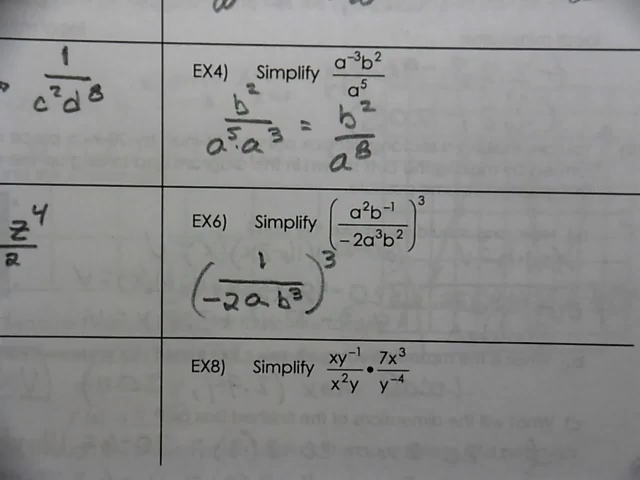 1/(c²d⁸)
EX4) Simplify (a⁻³b²)/(a⁵)
b²/(a⁵·a³) = b²/a⁸
z⁴/2
EX6) Simplify ((a²b⁻¹)/(−2a³b²))³
(1/(−2ab³))³
EX8) Simplify (xy⁻¹)/(x²y) • (7x³)/(y⁻⁴)